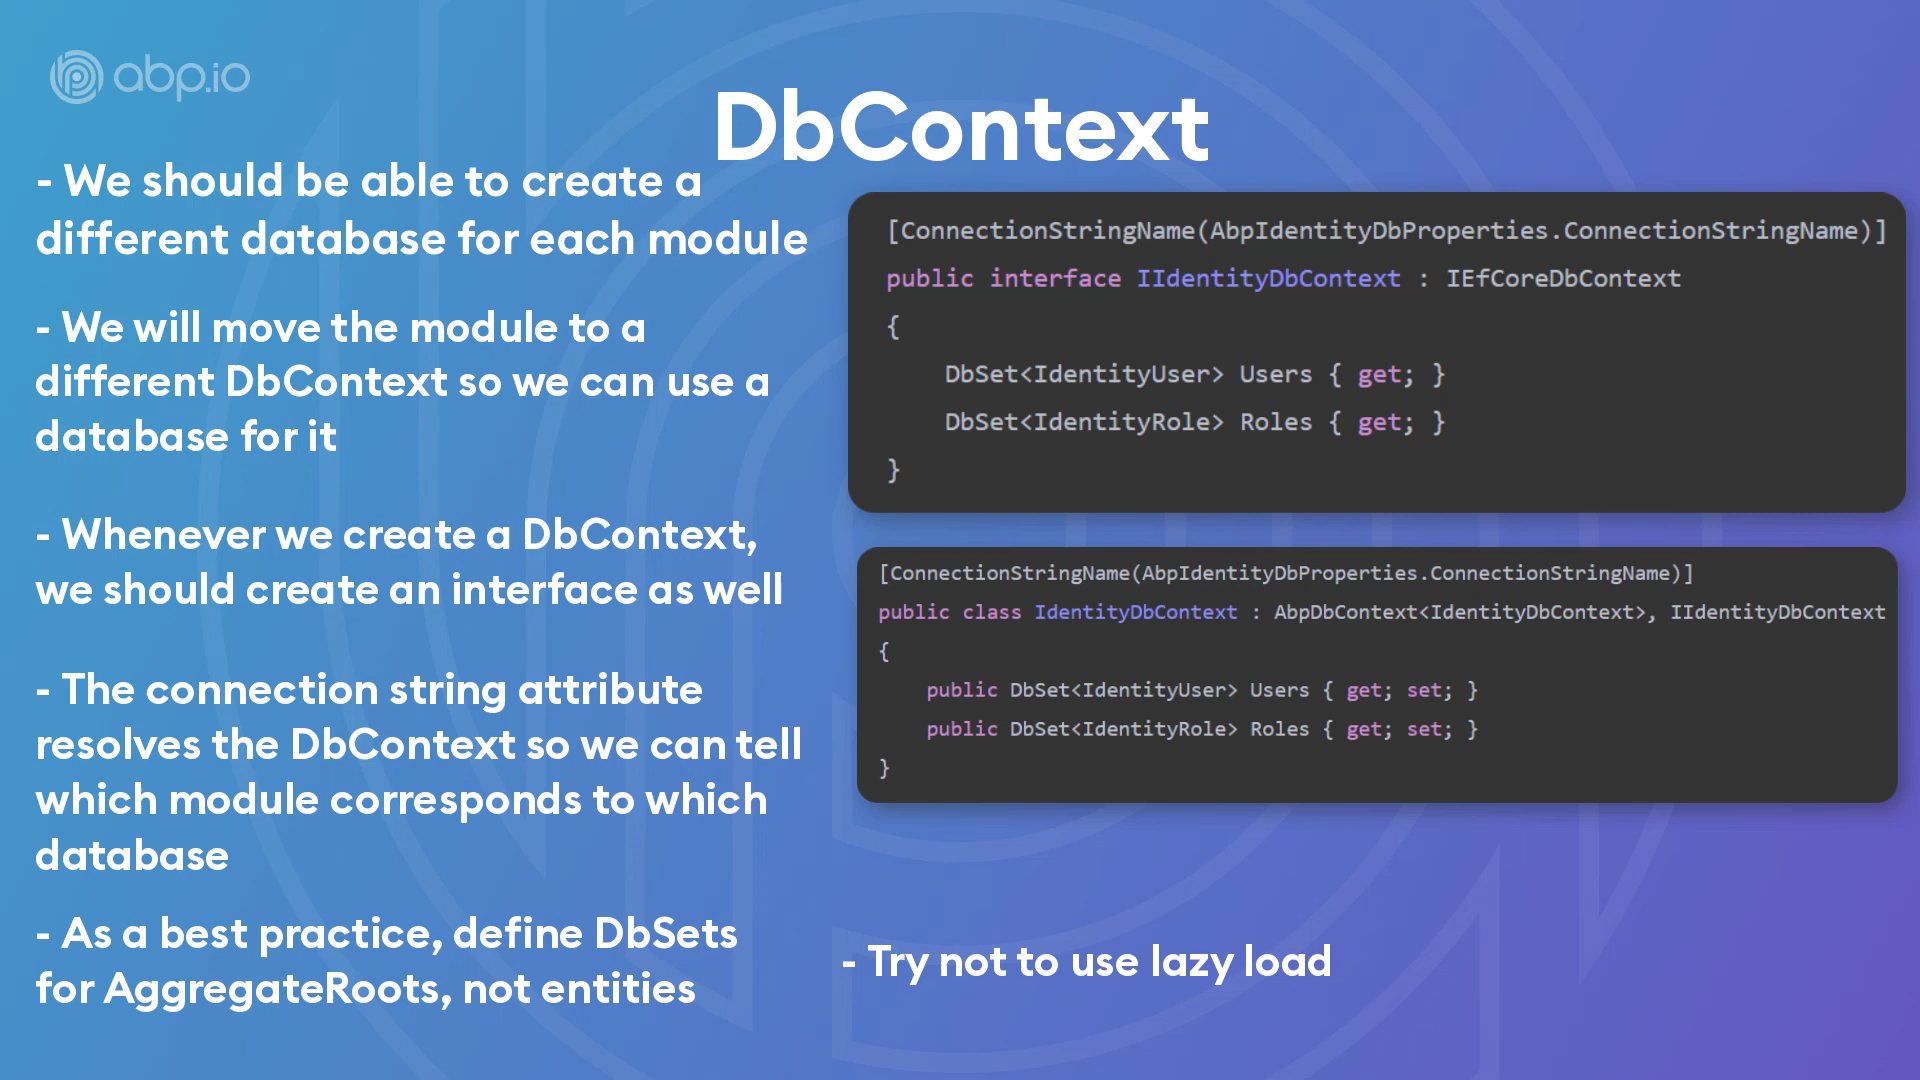 abp.io
DbContext
- We should be able to create a
different database for each module
- We will move the module to a
different DbContext so we can use a
database for it
- Whenever we create a DbContext,
we should create an interface as well
- The connection string attribute
resolves the DbContext so we can tell
which module corresponds to which
database
- As a best practice, define DbSets
for AggregateRoots, not entities
[ConnectionStringName(AbpIdentityDbProperties.ConnectionStringName)]
public interface IIdentityDbContext : IEfCoreDbContext
{
    DbSet<IdentityUser> Users { get; }
    DbSet<IdentityRole> Roles { get; }
}
[ConnectionStringName(AbpIdentityDbProperties.ConnectionStringName)]
public class IdentityDbContext : AbpDbContext<IdentityDbContext>, IIdentityDbContext
{
    public DbSet<IdentityUser> Users { get; set; }
    public DbSet<IdentityRole> Roles { get; set; }
}
- Try not to use lazy load